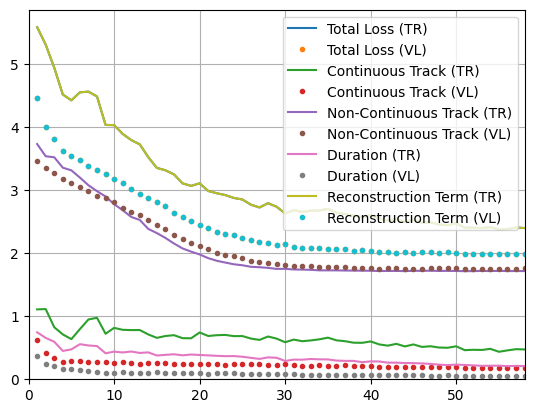 Total Loss (TR)
Total Loss (VL)
Continuous Track (TR)
Continuous Track (VL)
Non-Continuous Track (TR)
Non-Continuous Track (VL)
Duration (TR)
Duration (VL)
Reconstruction Term (TR)
Reconstruction Term (VL)
5
4
3
2
1
0
0 10 20 30 40 50